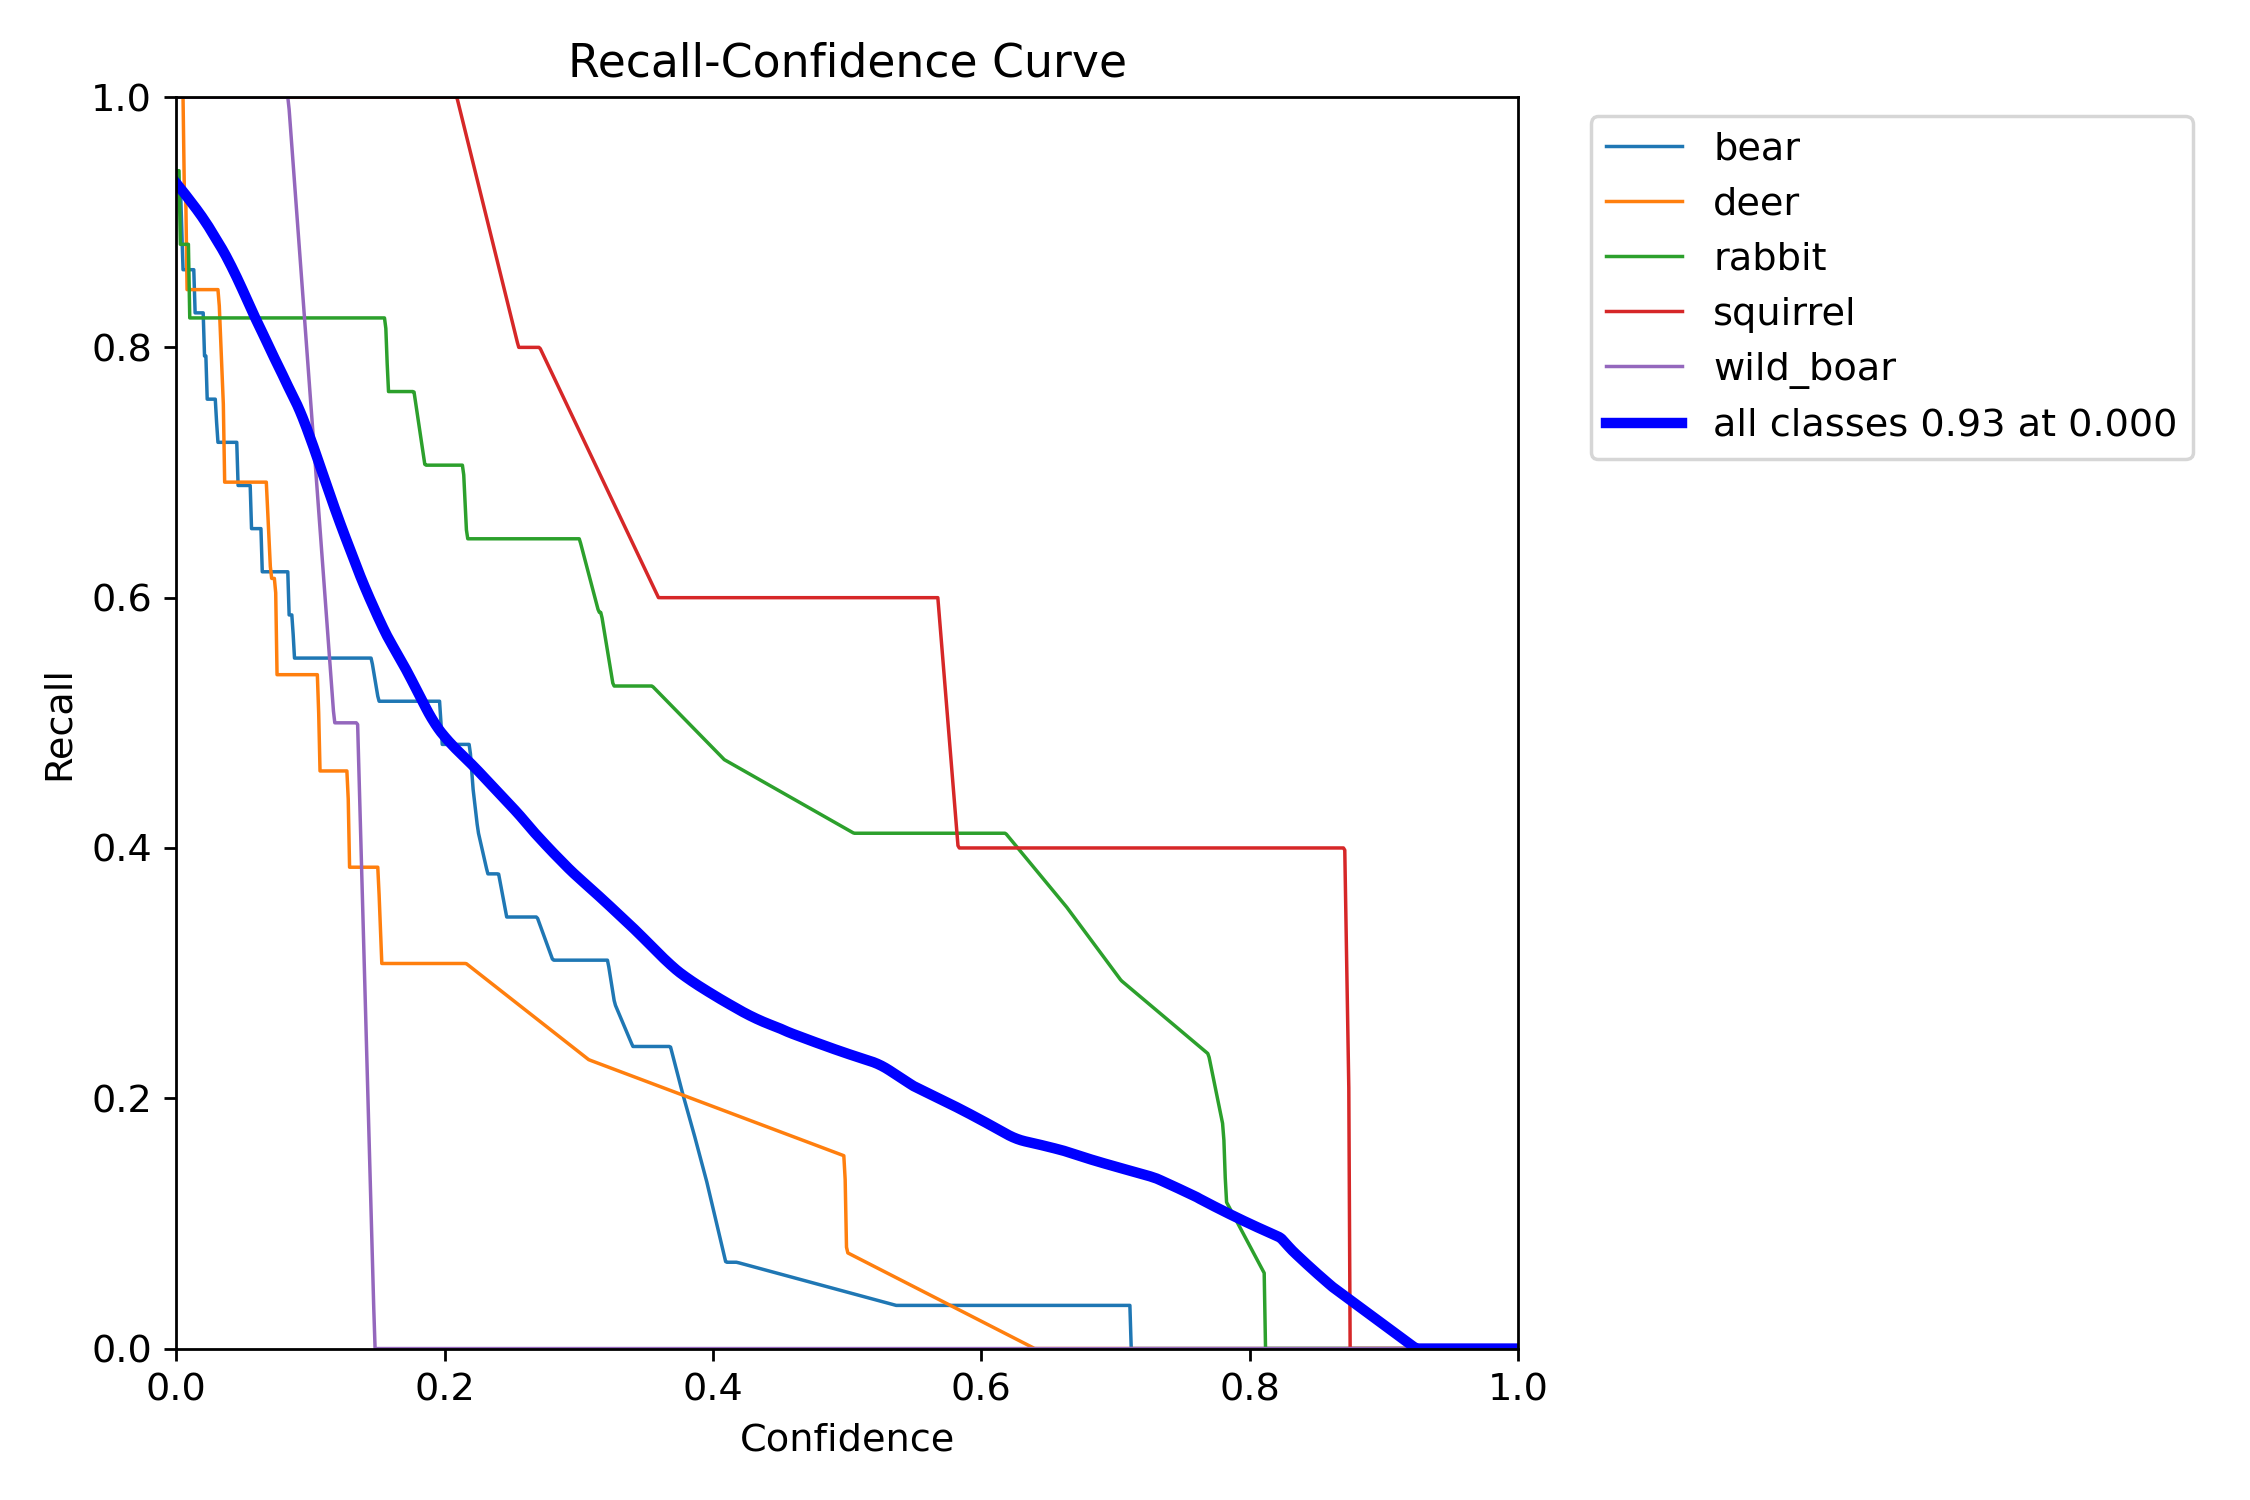 Recall-Confidence Curve
1.0
0.8
0.6
0.4
0.2
0.0
Recall
0.0 0.2 0.4 0.6 0.8 1.0
Confidence
bear
deer
rabbit
squirrel
wild_boar
all classes 0.93 at 0.000